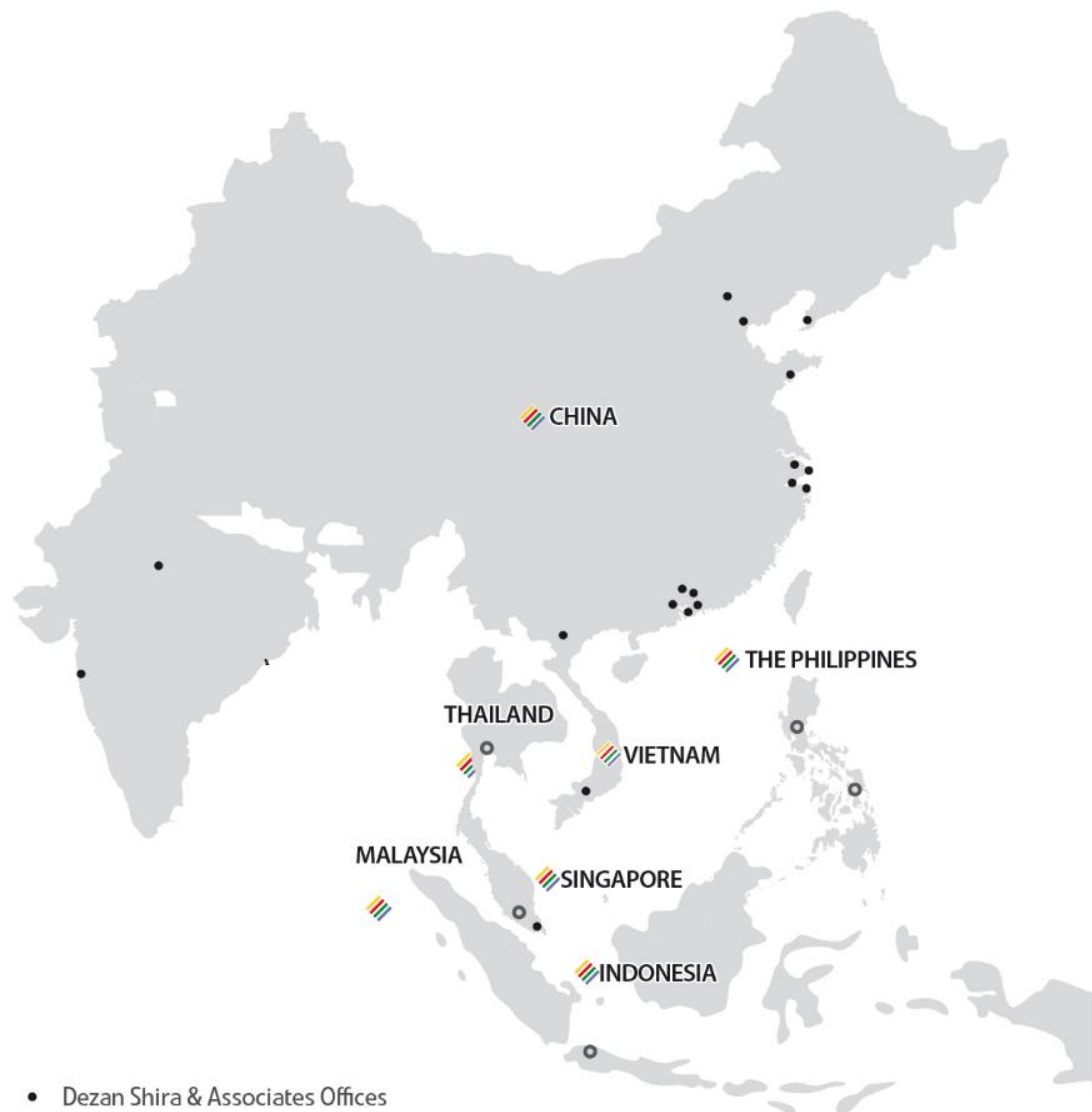 CHINA
THE PHILIPPINES
THAILAND
VIETNAM
MALAYSIA
SINGAPORE
INDONESIA
Dezan Shira & Associates Offices